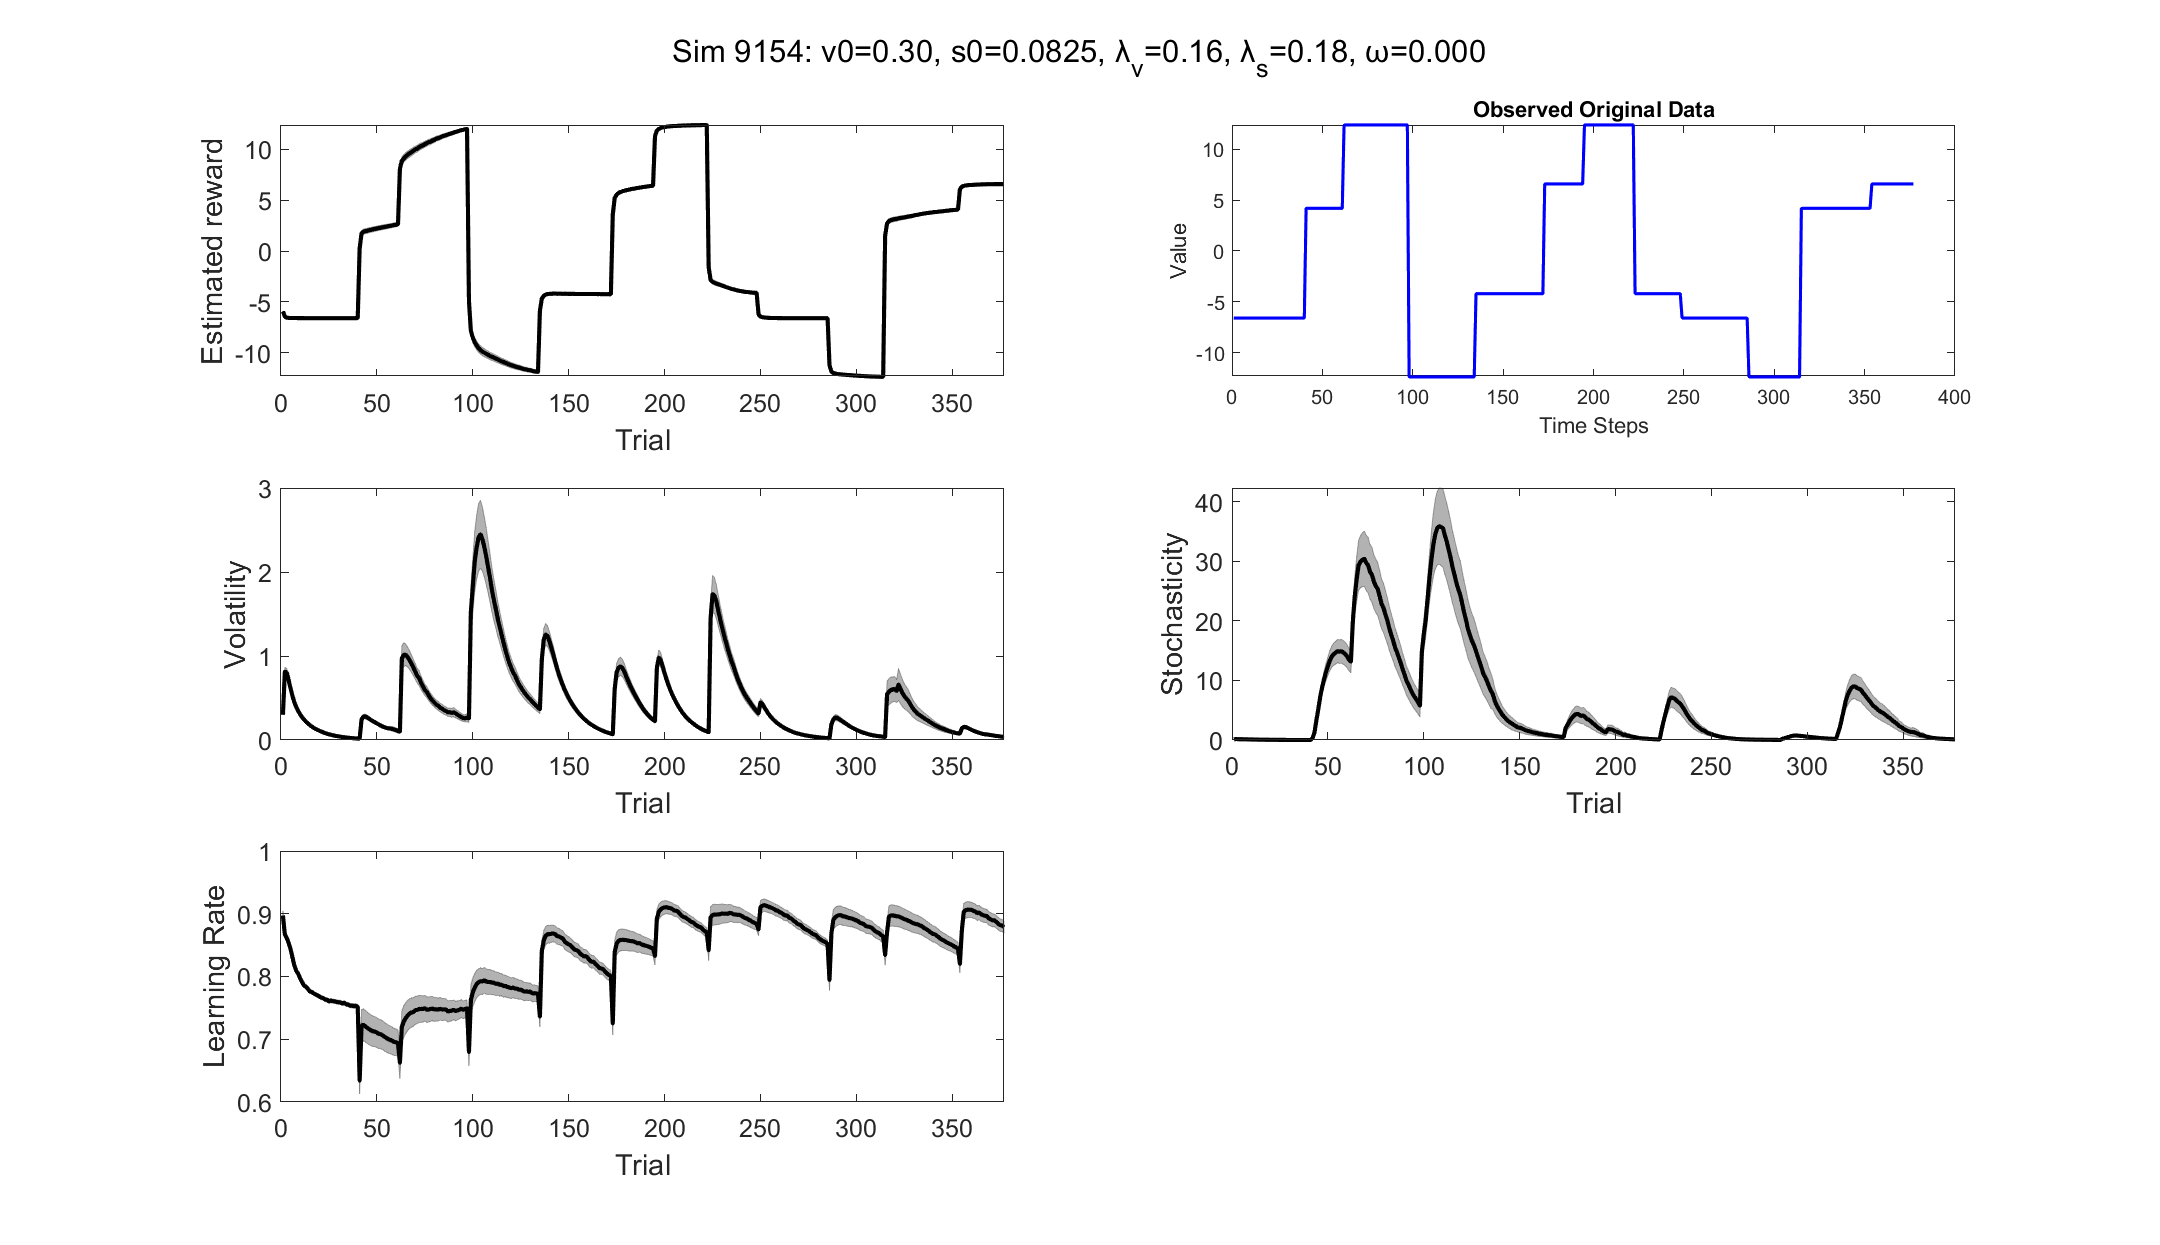 Sim 9154: v0=0.30, s0=0.0825, λ_v=0.16, λ_s=0.18, ω=0.000
Estimated reward
10
5
0
-5
-10
0 50 100 150 200 250 300 350
Trial
Observed Original Data
Value
10
5
0
-5
-10
0 50 100 150 200 250 300 350 400
Time Steps
Volatility
3
2
1
0
0 50 100 150 200 250 300 350
Trial
Stochasticity
40
30
20
10
0
0 50 100 150 200 250 300 350
Trial
Learning Rate
1
0.9
0.8
0.7
0.6
0 50 100 150 200 250 300 350
Trial